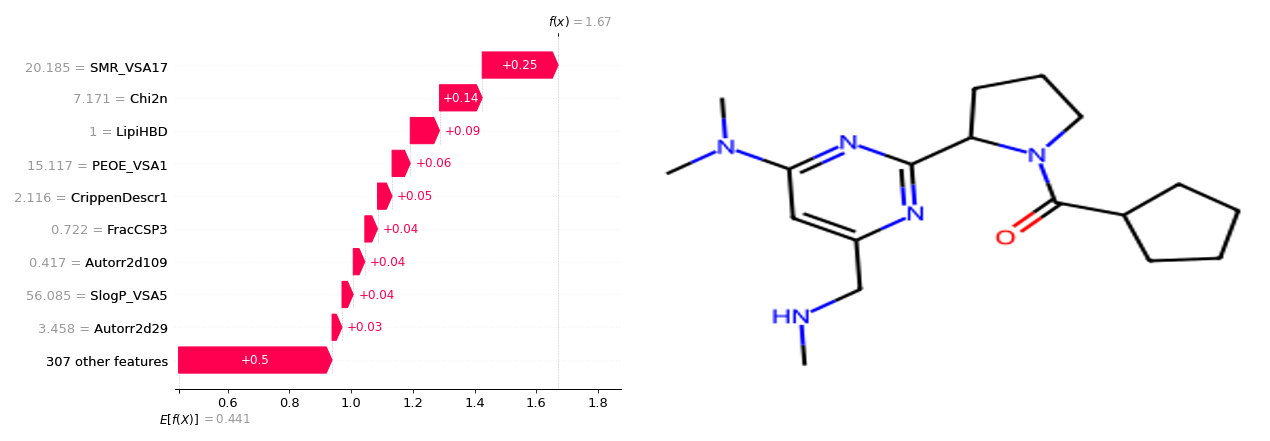 f(x) = 1.67
20.185 = SMR_VSA17
+0.25
7.171 = Chi2n
+0.14
1 = LipiHBD
+0.09
15.117 = PEOE_VSA1
+0.06
2.116 = CrippenDescr1
+0.05
0.722 = FracCSP3
+0.04
0.417 = Autorr2d109
+0.04
56.085 = SlogP_VSA5
+0.04
3.458 = Autorr2d29
+0.03
307 other features
+0.5
0.6 0.8 1.0 1.2 1.4 1.6 1.8
E[f(X)] = 0.441
N
N
N
N
O
HN